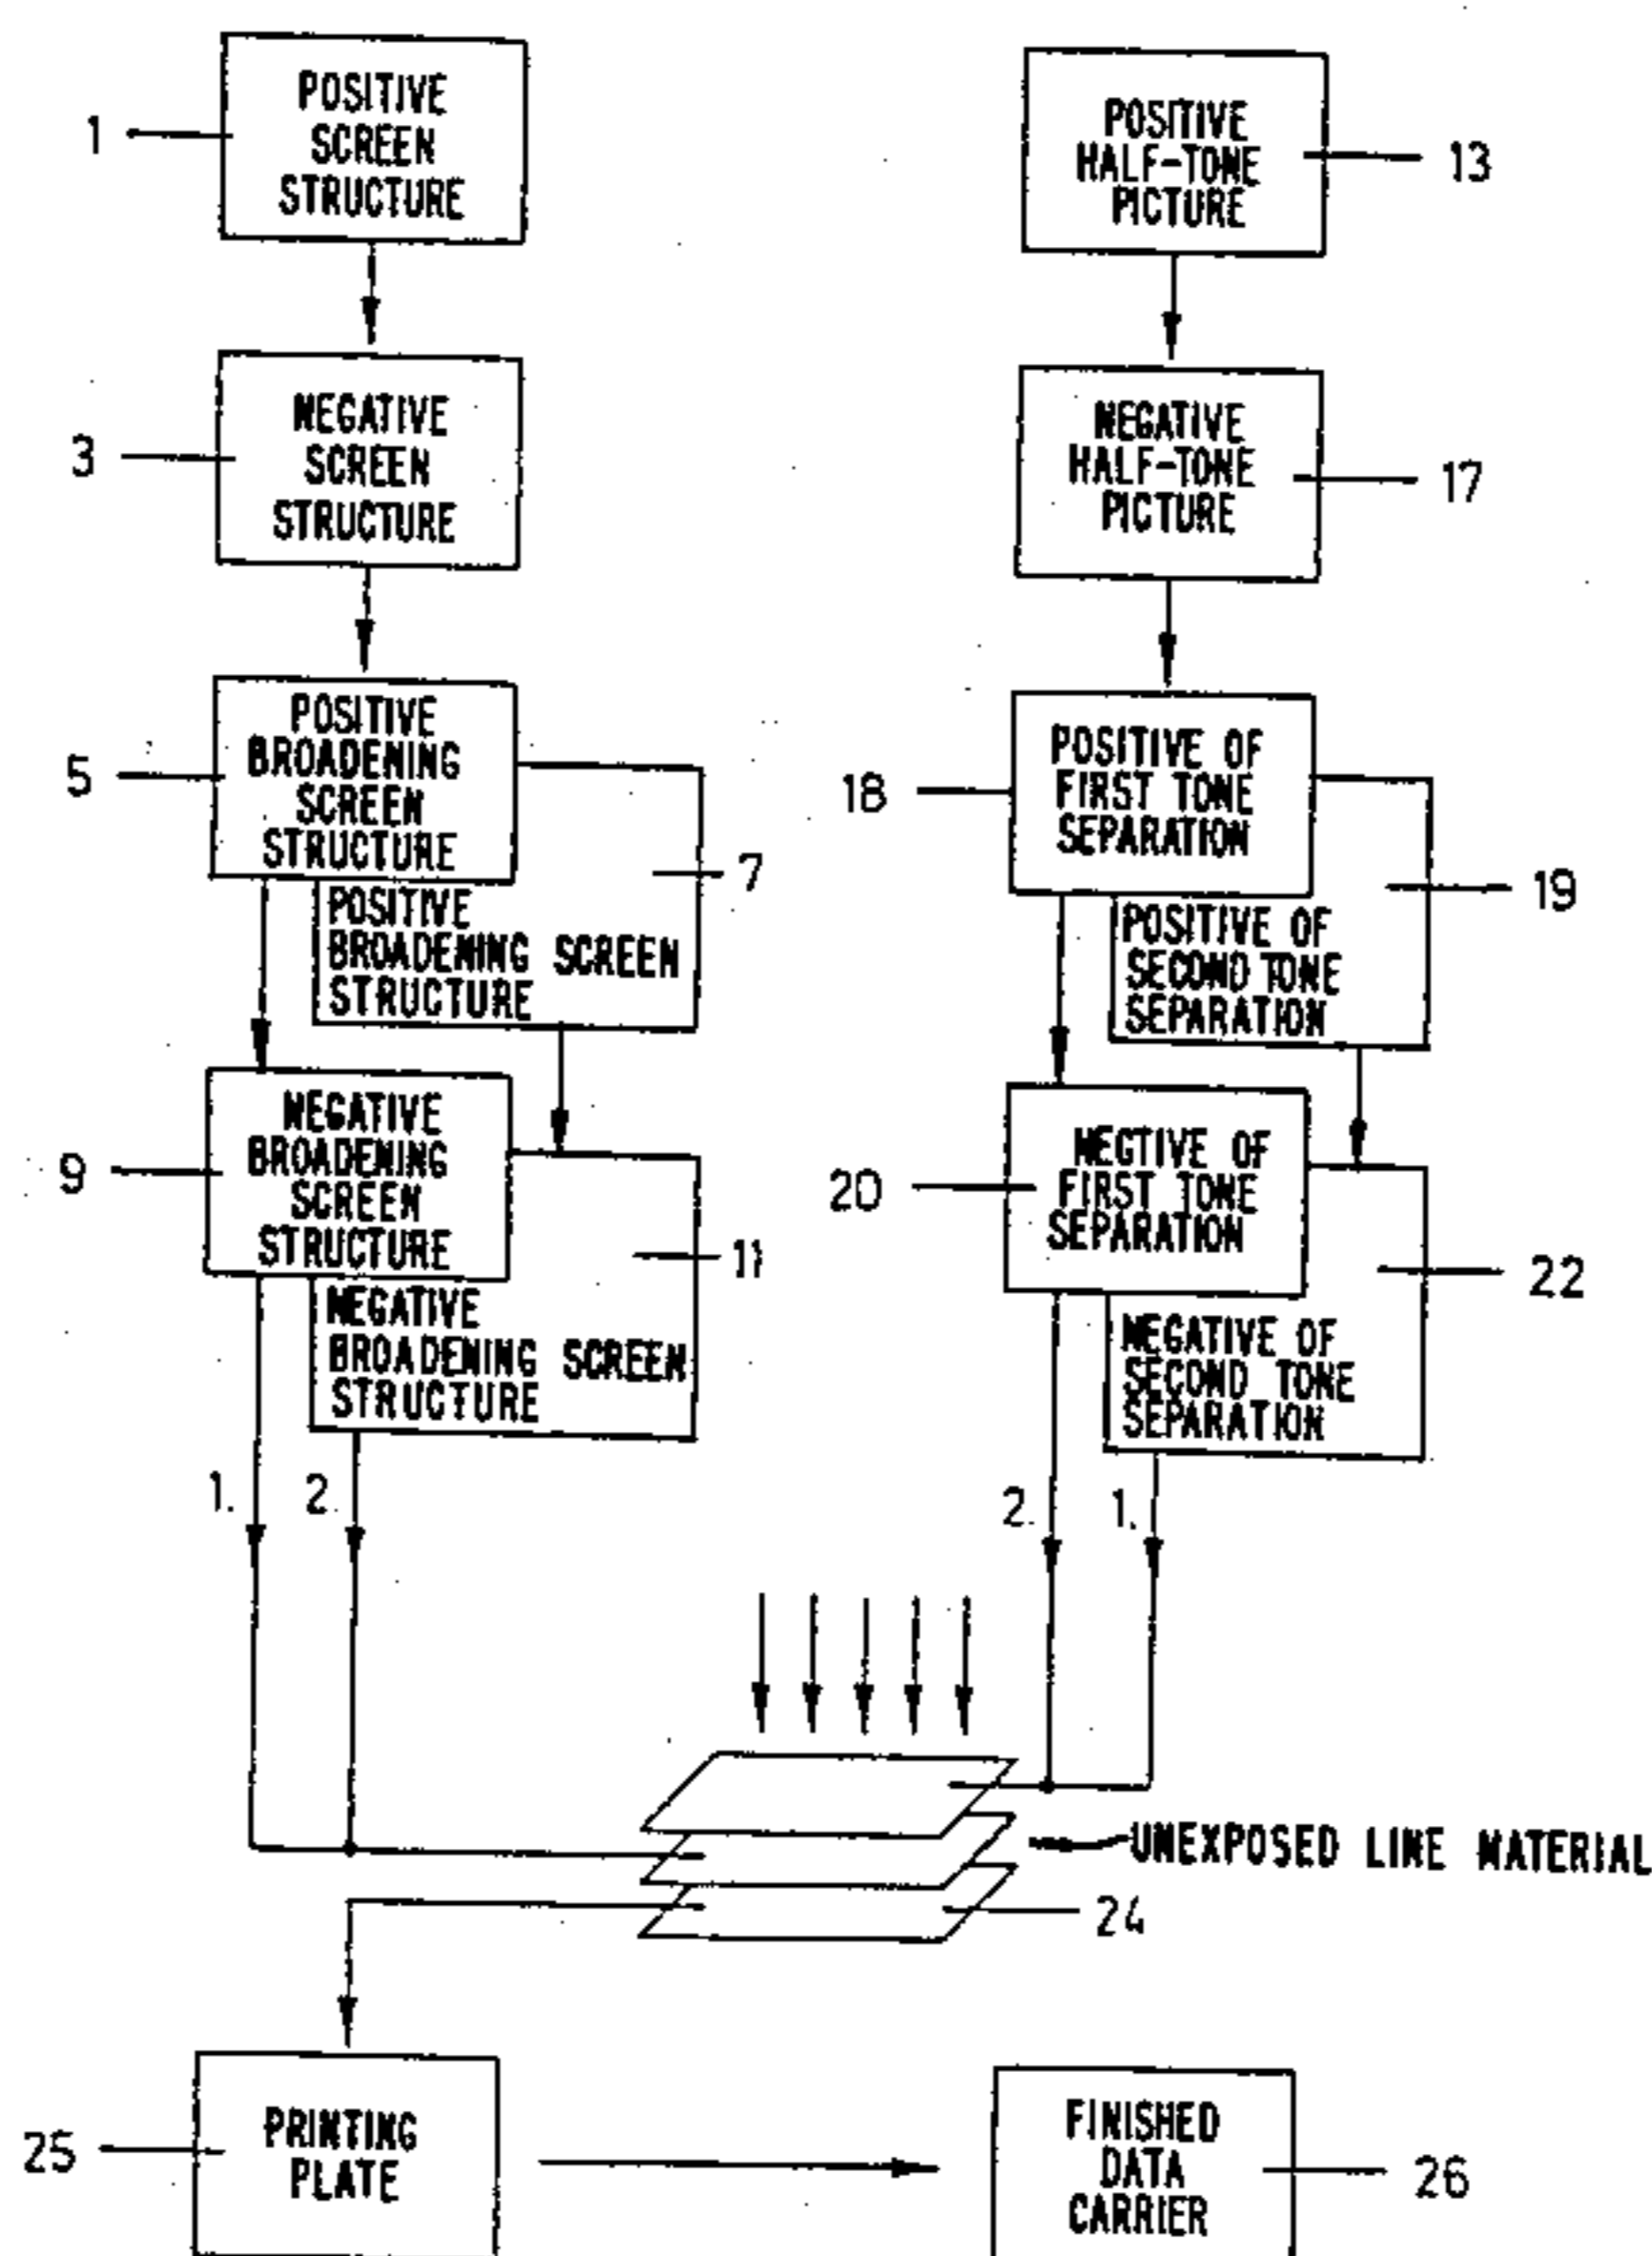 POSITIVE
SCREEN
STRUCTURE
1
POSITIVE
HALF-TONE
PICTURE
13
NEGATIVE
SCREEN
STRUCTURE
3
NEGATIVE
HALF-TONE
PICTURE
17
POSITIVE
BROADENING
SCREEN
STRUCTURE
5
POSITIVE
BROADENING SCREEN
STRUCTURE
7
POSITIVE OF
FIRST TONE
SEPARATION
18
POSITIVE OF
SECOND TONE
SEPARATION
19
NEGATIVE
BROADENING
SCREEN
STRUCTURE
9
NEGATIVE
BROADENING SCREEN
STRUCTURE
11
NEGTIVE OF
FIRST TONE
SEPARATION
20
NEGATIVE OF
SECOND TONE
SEPARATION
22
1.
2.
2.
1.
UNEXPOSED LINE MATERIAL
24
PRINTING
PLATE
25
FINISHED
DATA
CARRIER
26